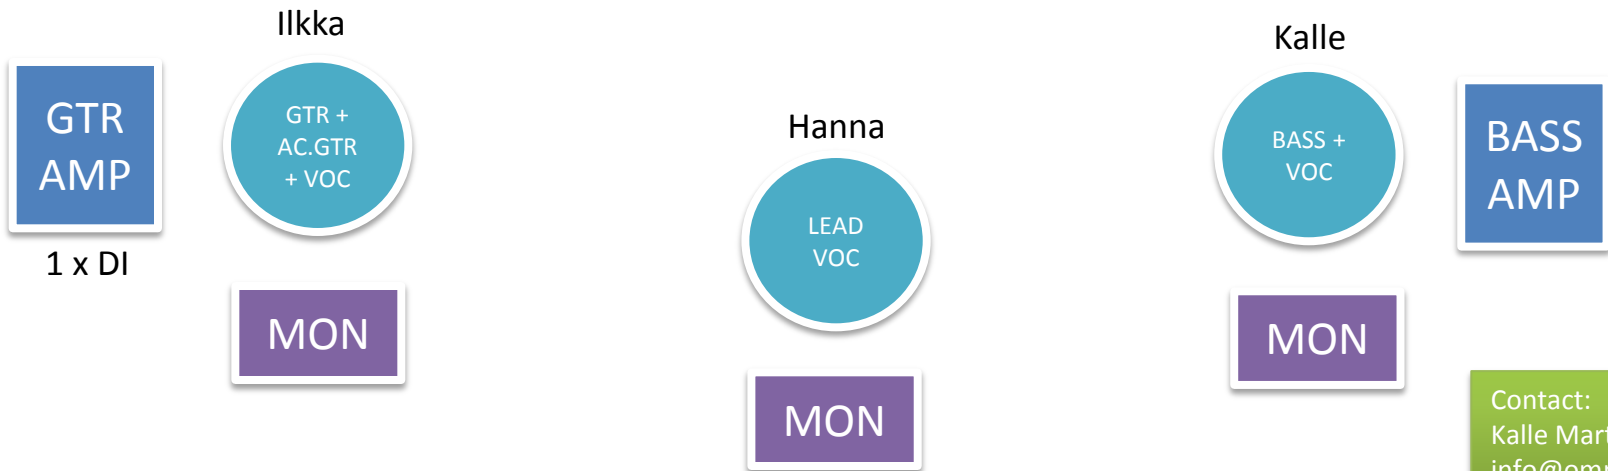 Ilkka
GTR
AMP
1 x DI
GTR +
AC.GTR
+ VOC
MON
Hanna
LEAD
VOC
MON
Kalle
BASS +
VOC
MON
BASS
AMP
Contact:
Kalle